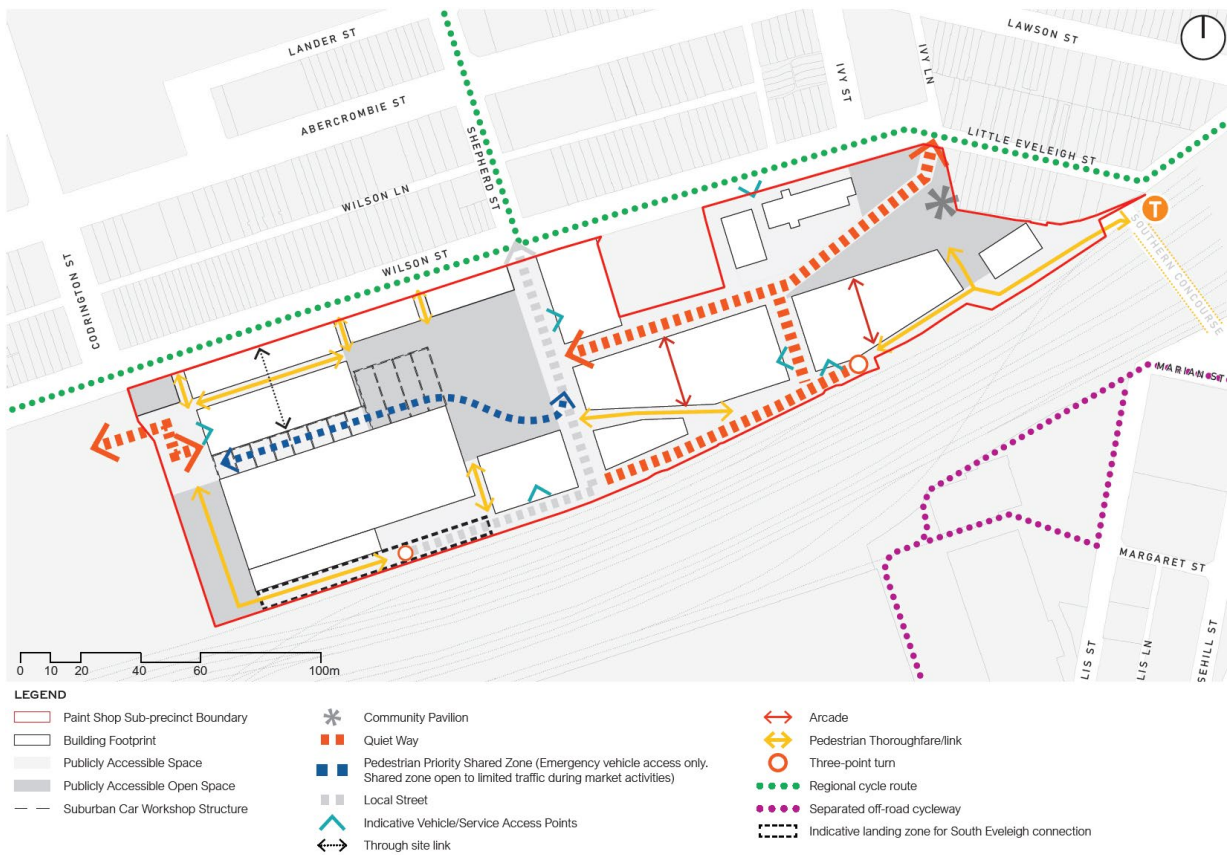 LANDER ST
LAWSON ST
IVY LN
IVY ST
ABERCROMBIE ST
SHEPHERD ST
LITTLE EVELEIGH ST
WILSON LN
T
SOUTHERN CONCOURSE
WILSON ST
CODRINGTON ST
MARIAN ST
MARGARET ST
LIS ST
LIS LN
SEHILL ST
0 10 20 40 60 100m
LEGEND
Paint Shop Sub-precinct Boundary
Building Footprint
Publicly Accessible Space
Publicly Accessible Open Space
Suburban Car Workshop Structure
Community Pavilion
Quiet Way
Pedestrian Priority Shared Zone (Emergency vehicle access only.
Shared zone open to limited traffic during market activities)
Local Street
Indicative Vehicle/Service Access Points
Through site link
Arcade
Pedestrian Thoroughfare/link
Three-point turn
Regional cycle route
Separated off-road cycleway
Indicative landing zone for South Eveleigh connection